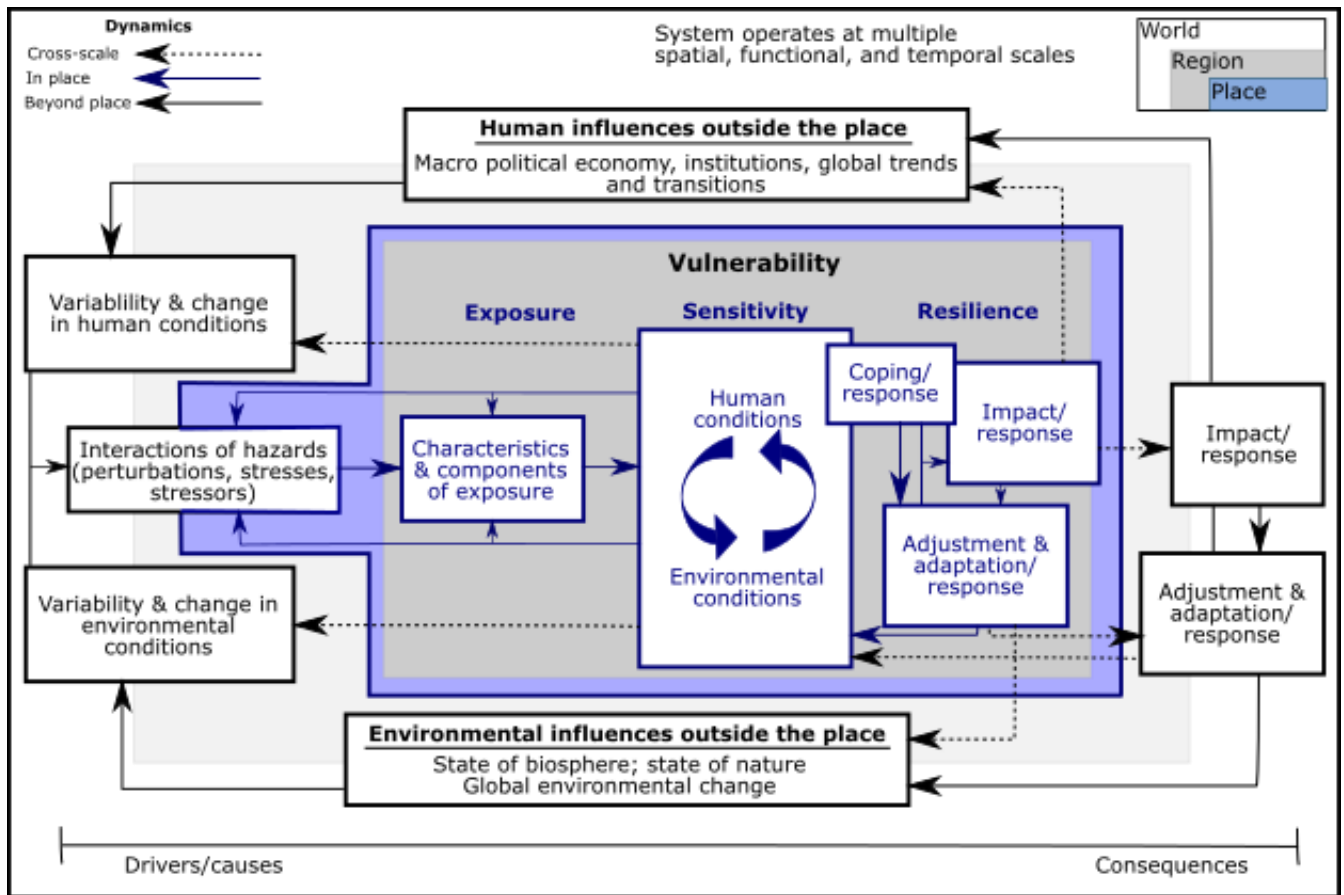 Dynamics
Cross-scale
In place
Beyond place
System operates at multiple
spatial, functional, and temporal scales
World
Region
Place
Human influences outside the place
Macro political economy, institutions, global trends
and transitions
Variablility & change
in human conditions
Vulnerability
Exposure
Sensitivity
Resilience
Coping/
response
Human
conditions
Impact/
response
Impact/
response
Interactions of hazards
(perturbations, stresses,
stressors)
Characteristics
& components
of exposure
Environmental
conditions
Adjustment &
adaptation/
response
Adjustment &
adaptation/
response
Variability & change in
environmental
conditions
Environmental influences outside the place
State of biosphere; state of nature
Global environmental change
Drivers/causes
Consequences